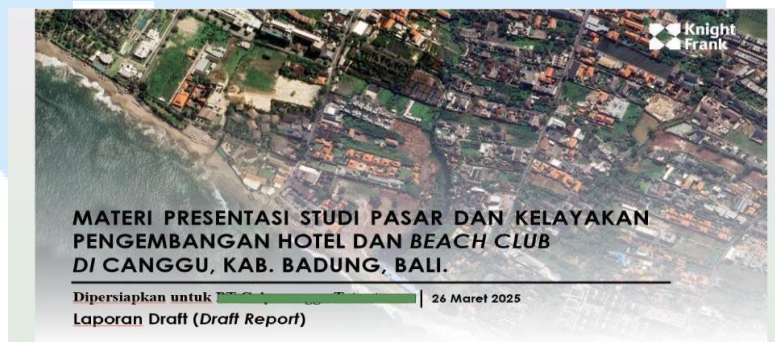 Knight
Frank
MATERI PRESENTASI STUDI PASAR DAN KELAYAKAN
PENGEMBANGAN HOTEL DAN BEACH CLUB
DI CANGGU, KAB. BADUNG, BALI.
Dipersiapkan untuk | 26 Maret 2025
Laporan Draft (Draft Report)